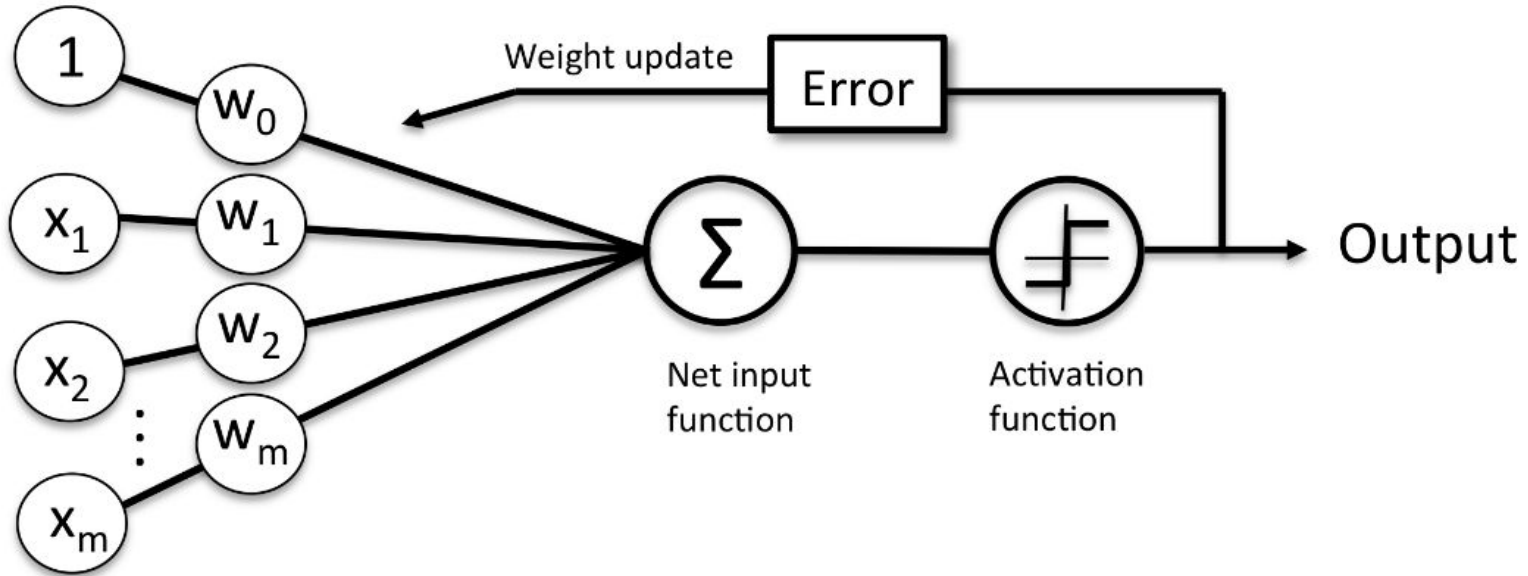 1
w₀
Weight update
Error
x₁
w₁
Σ
Output
x₂
w₂
Net input
function
Activation
function
wₘ
xₘ